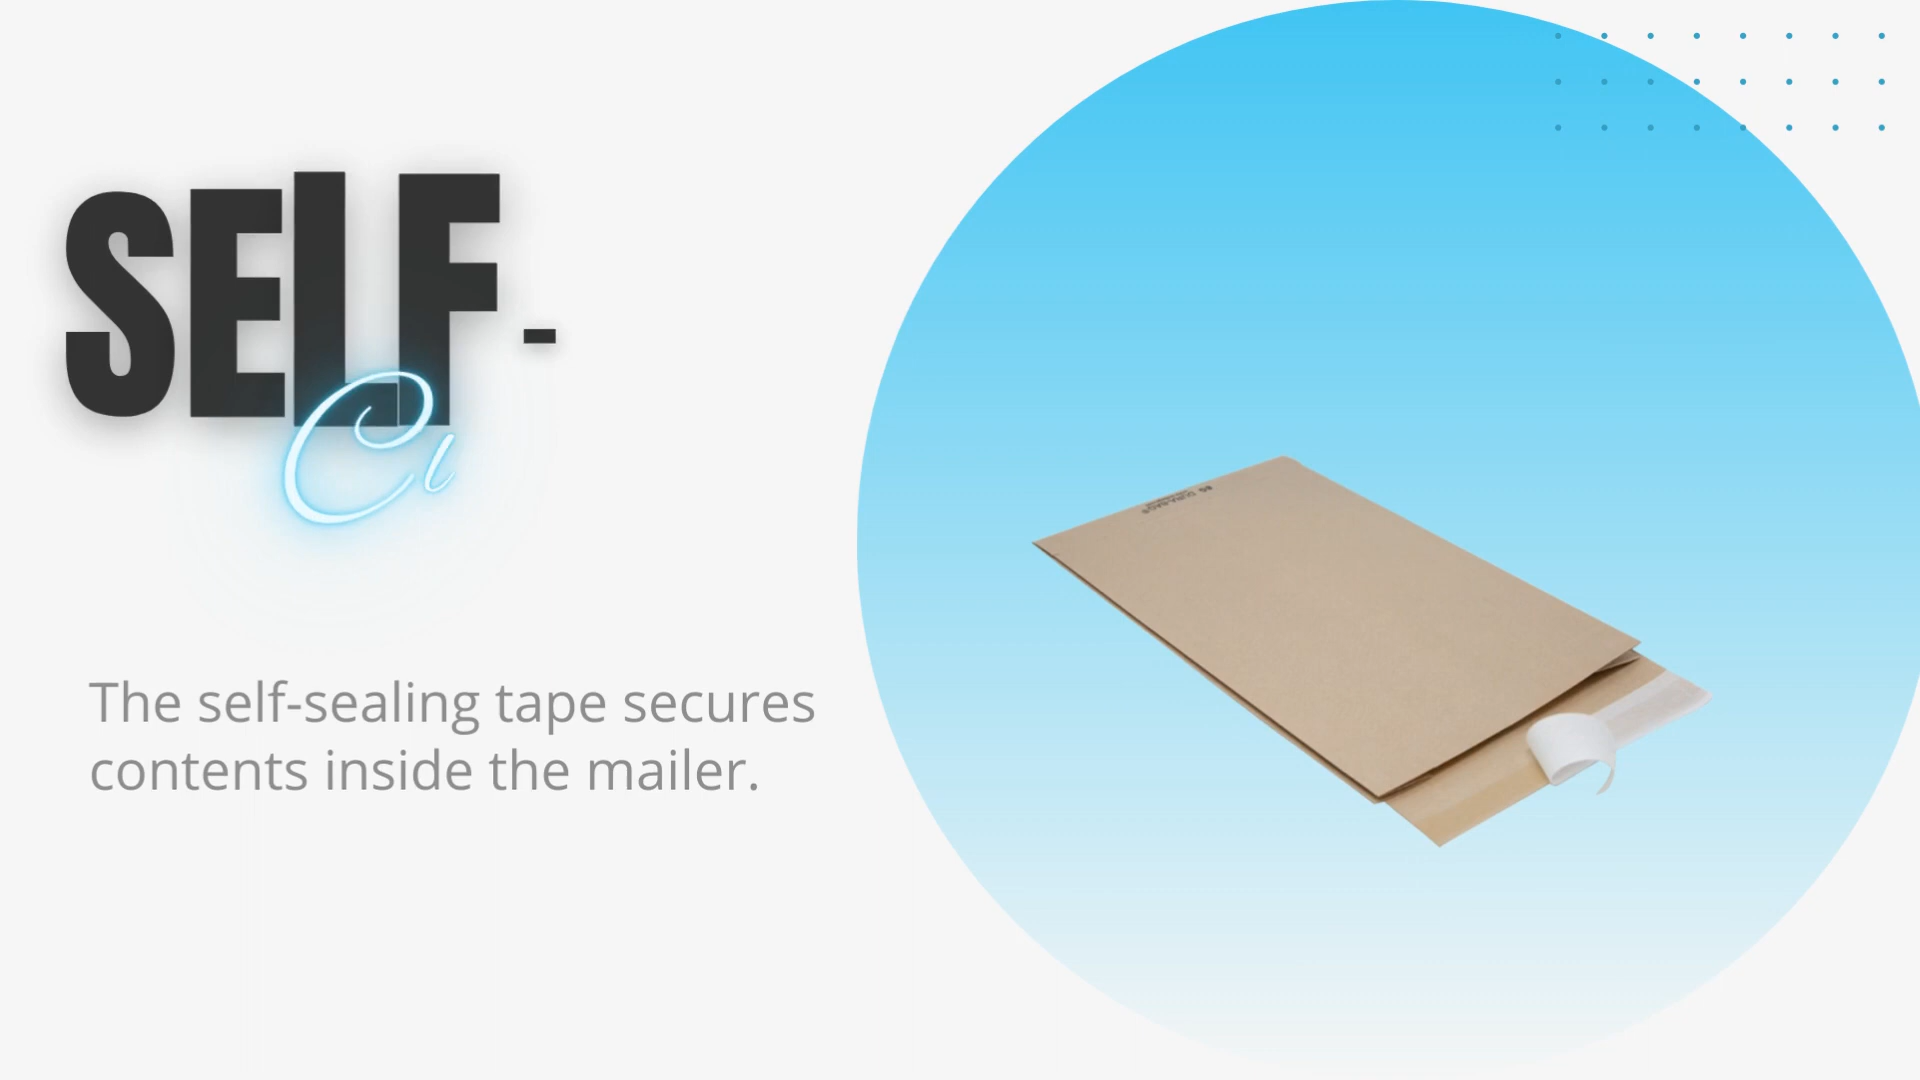 SELF-
Cl
The self-sealing tape secures
contents inside the mailer.